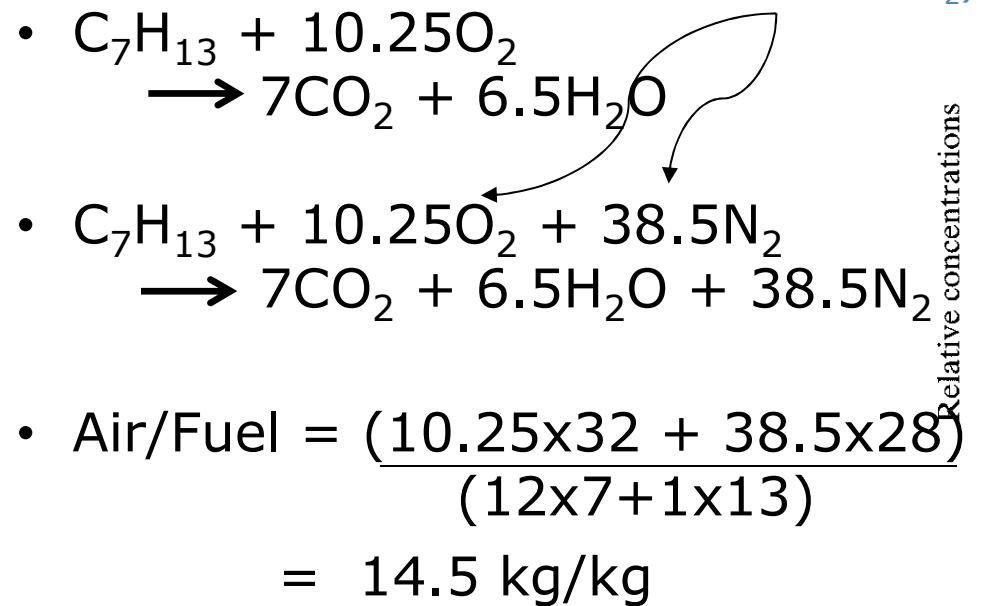 • C₇H₁₃ + 10.25O₂
⟶ 7CO₂ + 6.5H₂O
• C₇H₁₃ + 10.25O₂ + 38.5N₂
⟶ 7CO₂ + 6.5H₂O + 38.5N₂
• Air/Fuel = (10.25x32 + 38.5x28)
(12x7+1x13)
= 14.5 kg/kg
Relative concentrations